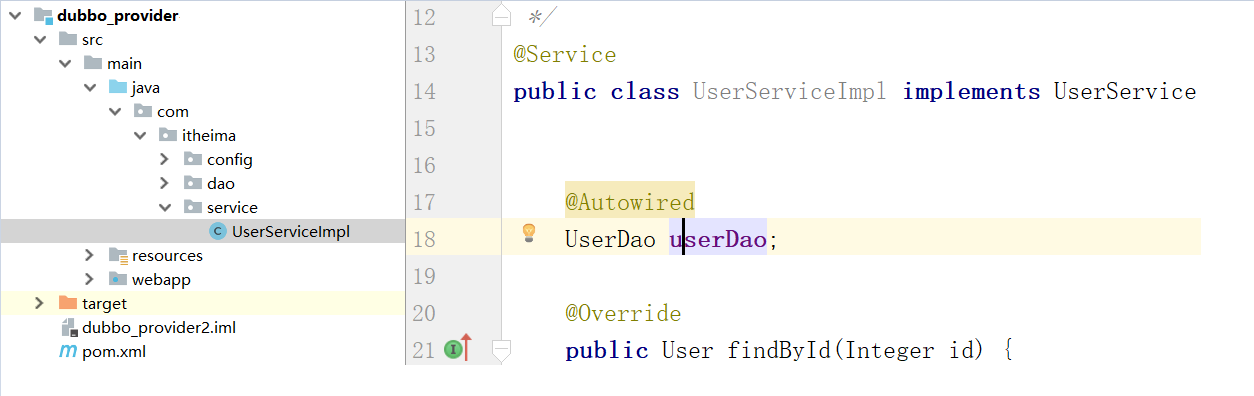 dubbo_provider
src
main
java
com
itheima
config
dao
service
UserServiceImpl
resources
webapp
target
dubbo_provider2.iml
pom.xml
12 */
13 @Service
14 public class UserServiceImpl implements UserService
15
16
17 @Autowired
18 UserDao userDao;
19
20 @Override
21 public User findById(Integer id) {